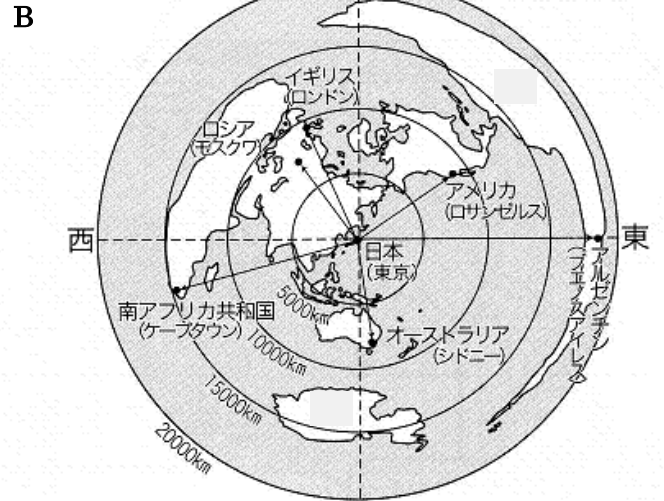 B
イギリス
(ロンドン)
ロシア
(モスクワ)
アメリカ
(ロサンゼルス)
西
東
日本
(東京)
アルゼンチン
(ブエノスアイレス)
南アフリカ共和国
(ケープタウン)
オーストラリア
(シドニー)
5000km
10000km
15000km
20000km